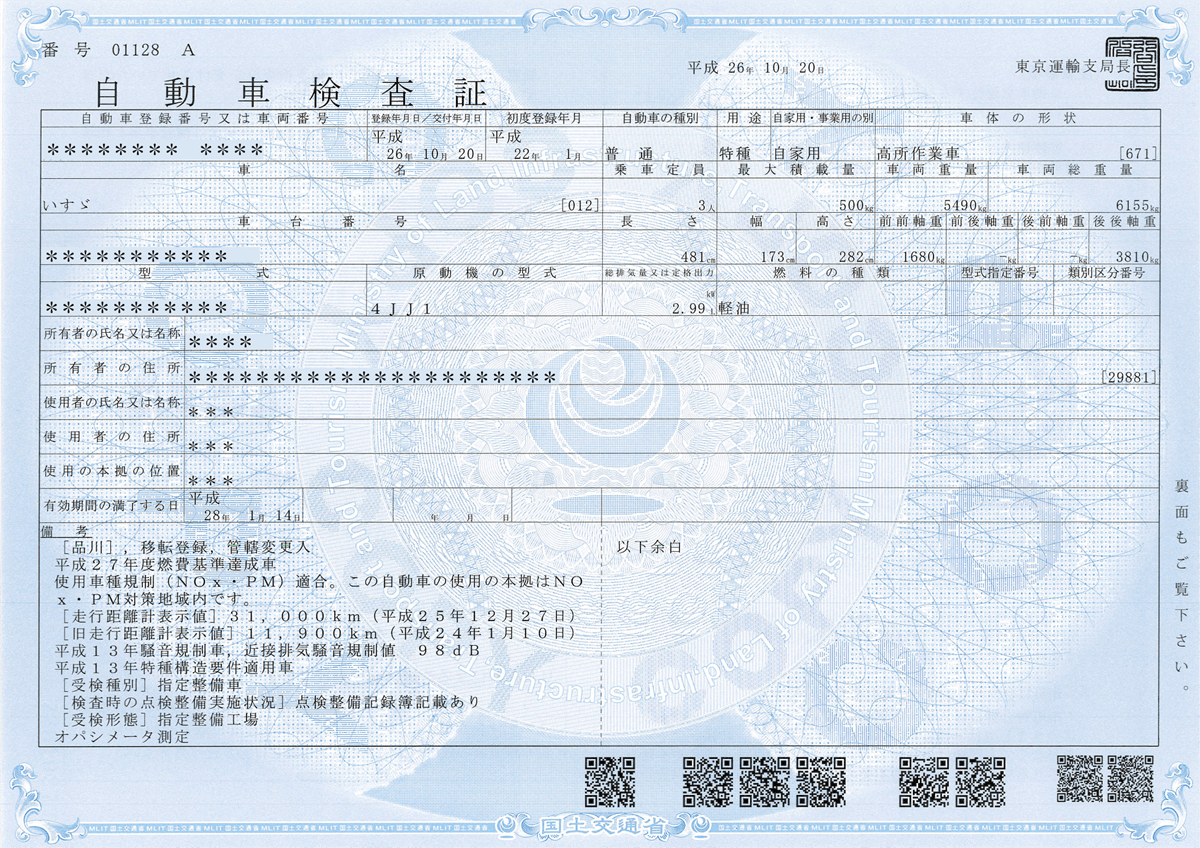 番号 01128 A
平成 26年 10月 20日
東京運輸支局長
自動車検査証
自動車登録番号又は車両番号 登録年月日/交付年月日 初度登録年月 自動車の種別 用途 自家用・事業用の別 車体の形状
******** **** 平成 26年 10月 20日 平成 22年 1月 普通 特種 自家用 高所作業車 [671]
車名 乗車定員 最大積載量 車両重量 車両総重量
いすゞ [012] 3人 500kg 5490kg 6155kg
車台番号 長さ 幅 高さ 前前軸重 前後軸重 後前軸重 後後軸重
*********** 481cm 173cm 282cm 1680kg -kg -kg 3810kg
型式 原動機の型式 総排気量又は定格出力 燃料の種類 型式指定番号 類別区分番号
*********** 4JJ1 2.99 kW L 軽油
所有者の氏名又は名称 ****
所有者の住所 ********************** [29881]
使用者の氏名又は名称 ***
使用者の住所 ***
使用の本拠の位置 ***
有効期間の満了する日 平成 28年 1月 14日 年 月 日
備考
[品川],移転登録,管轄変更入
平成27年度燃費基準達成車
使用車種規制(NOx・PM)適合。この自動車の使用の本拠はNO
x・PM対策地域内です。
[走行距離計表示値]31,000km(平成25年12月27日)
[旧走行距離計表示値]11,900km(平成24年1月10日)
平成13年騒音規制車,近接排気騒音規制値 98dB
平成13年特種構造要件適用車
[受検種別]指定整備車
[検査時の点検整備実施状況]点検整備記録簿記載あり
[受検形態]指定整備工場
オパシメータ測定
以下余白
裏面もご覧下さい。
国土交通省